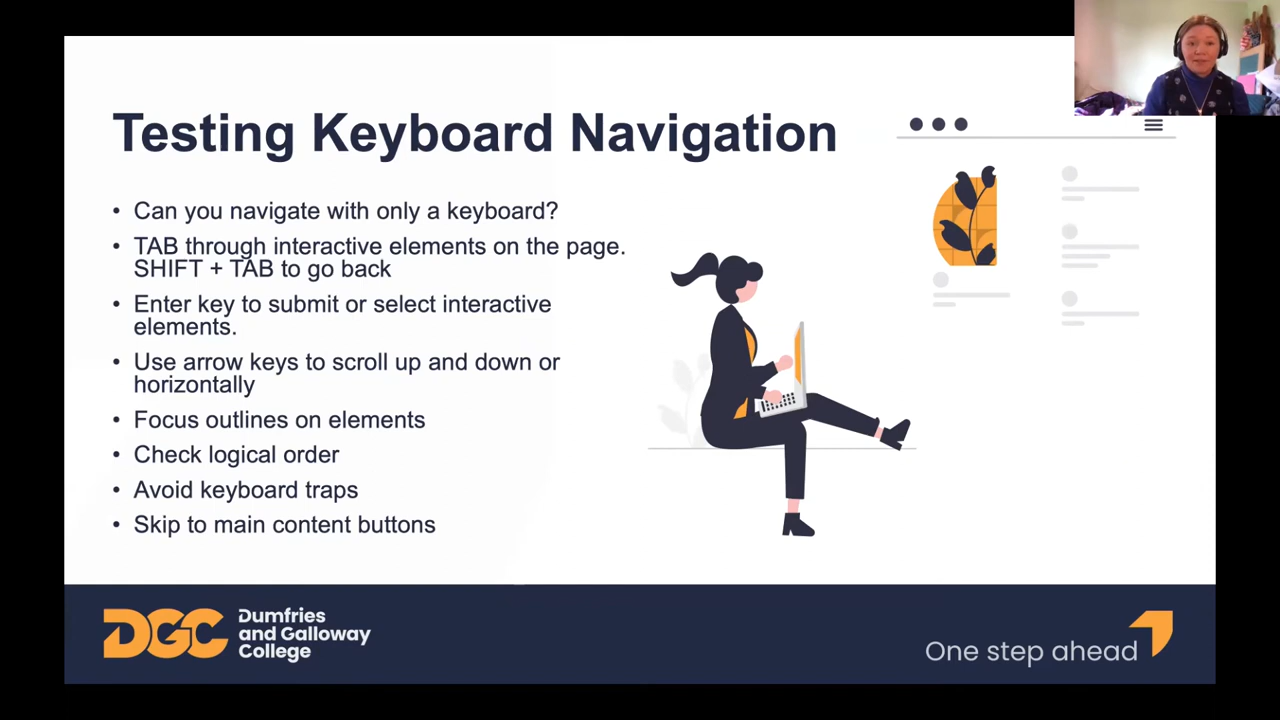 Testing Keyboard Navigation
• Can you navigate with only a keyboard?
• TAB through interactive elements on the page.
SHIFT + TAB to go back
• Enter key to submit or select interactive
elements.
• Use arrow keys to scroll up and down or
horizontally
• Focus outlines on elements
• Check logical order
• Avoid keyboard traps
• Skip to main content buttons
DGC
Dumfries
and Galloway
College
One step ahead